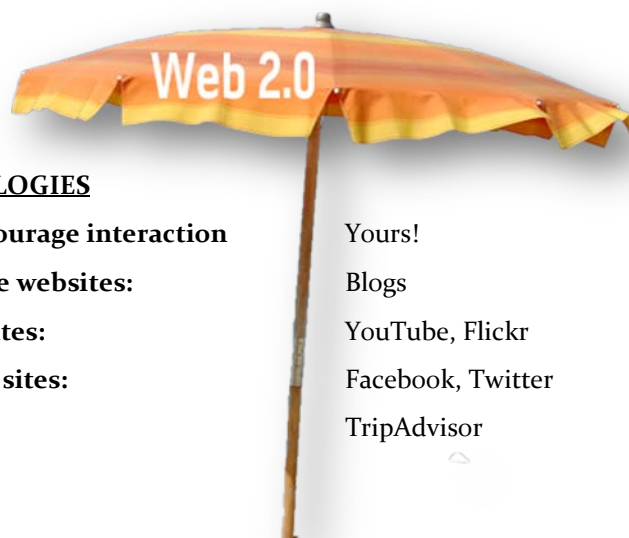 Web 2.0
LOGIES
ourage interaction Yours!
e websites: Blogs
tes: YouTube, Flickr
sites: Facebook, Twitter
TripAdvisor